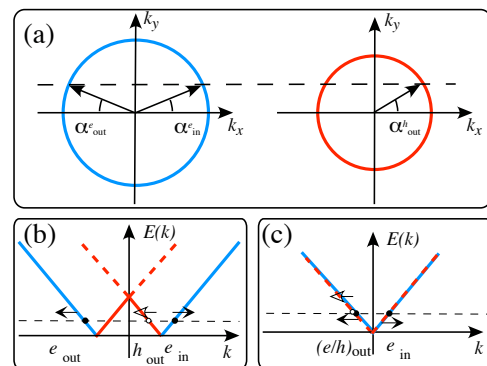 (a)
k_y
k_y
α^e_out
α^e_in
k_x
α^h_out
k_x
(b)
E(k)
e_out
h_out
e_in
k
(c)
E(k)
(e/h)_out
e_in
k